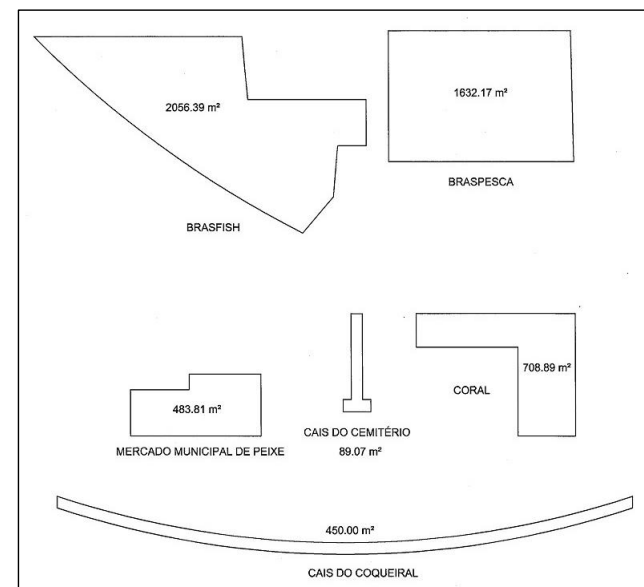 2056.39 m²
1632.17 m²
BRASPESCA
BRASFISH
708.89 m²
CORAL
483.81 m²
MERCADO MUNICIPAL DE PEIXE
CAIS DO CEMITÉRIO
89.07 m²
450.00 m²
CAIS DO COQUEIRAL